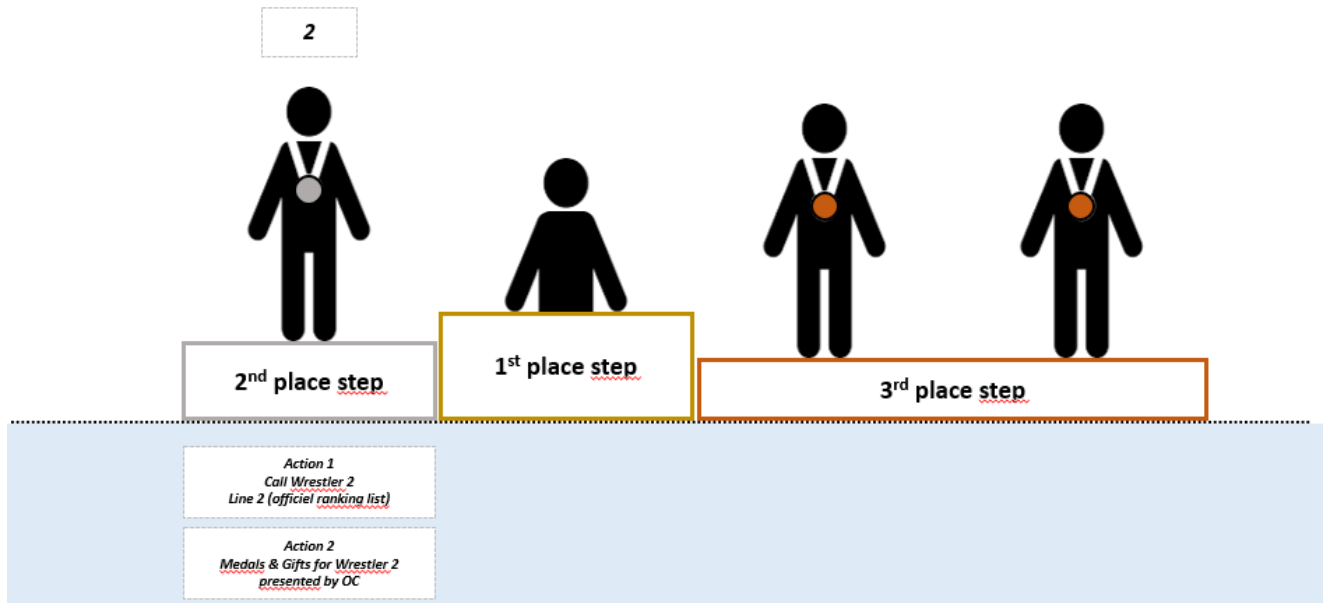 2
2nd place step
1st place step
3rd place step
Action 1
Call Wrestler 2
Line 2 (officiel ranking list)
Action 2
Medals & Gifts for Wrestler 2
presented by OC